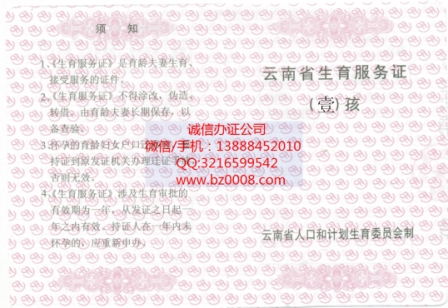 须 知
1、《生育服务证》是育龄夫妻生育、
接受服务的证件。
2、《生育服务证》不得涂改，伪造、
转借。由育龄夫妻长期保存，以
备查验。
3、怀孕的育龄妇女户口迁
持证到原发证机关办理迁证手续
否则无效。
4、《生育服务证》涉及生育审批的
有效期为一年，从发证之日起一
年之内有效。持证人在一年内未
怀孕的，应重新申办。
云南省生育服务证
（壹）孩
云南省人口和计划生育委员会制
诚信办证公司
微信/手机：13888452010
QQ:3216599542
www.bz0008.com